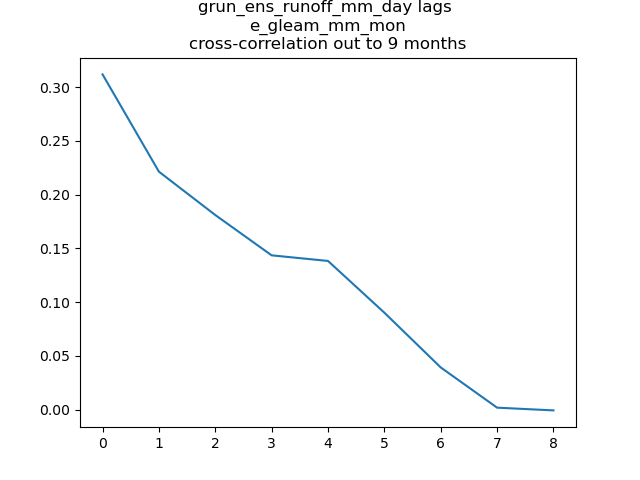 grun_ens_runoff_mm_day lags
e_gleam_mm_mon
cross-correlation out to 9 months
0.30
0.25
0.20
0.15
0.10
0.05
0.00
0 1 2 3 4 5 6 7 8